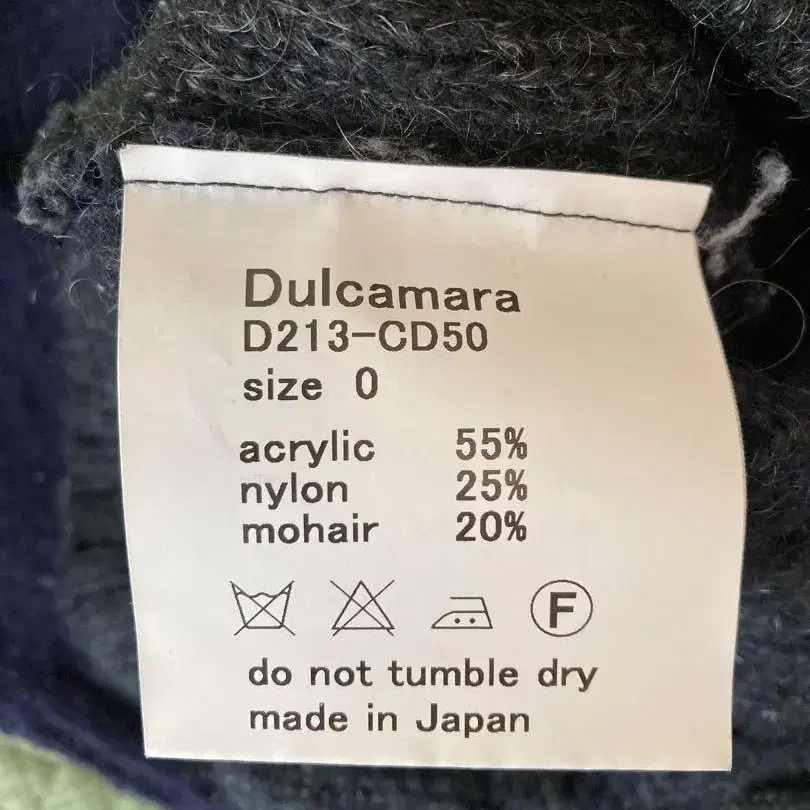 Dulcamara
D213-CD50
size 0
acrylic 55%
nylon 25%
mohair 20%
F
do not tumble dry
made in Japan